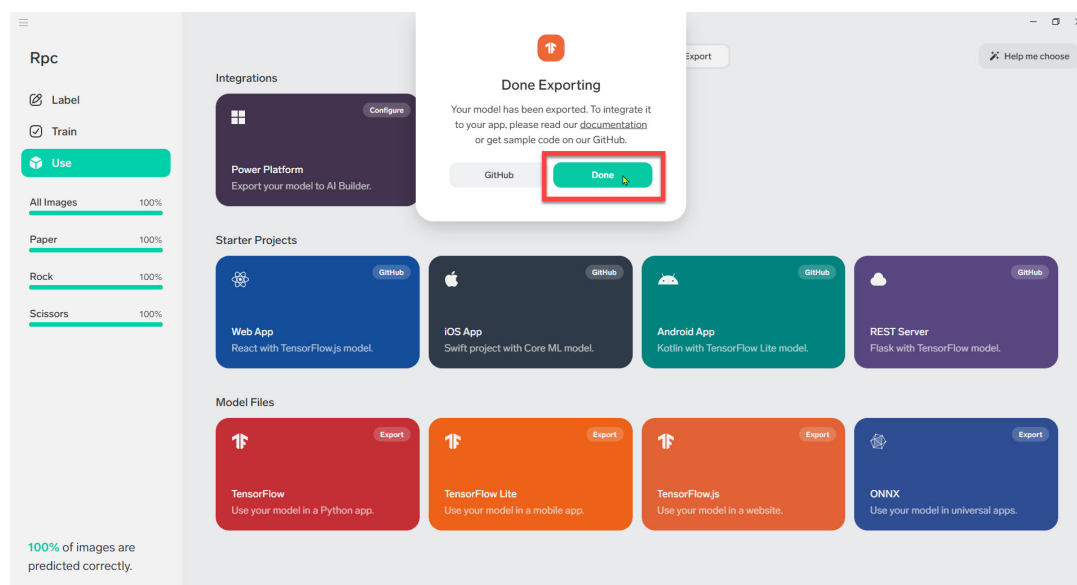 Rpc
Label
Train
Use
All Images 100%
Paper 100%
Rock 100%
Scissors 100%
100% of images are
predicted correctly.
Export
Help me choose
Done Exporting
Your model has been exported. To integrate it
to your app, please read our documentation
or get sample code on our GitHub.
GitHub
Done
Integrations
Configure
Power Platform
Export your model to AI Builder.
Starter Projects
GitHub
Web App
React with TensorFlow.js model.
GitHub
iOS App
Swift project with Core ML model.
GitHub
Android App
Kotlin with TensorFlow Lite model.
GitHub
REST Server
Flask with TensorFlow model.
Model Files
Export
TensorFlow
Use your model in a Python app.
Export
TensorFlow Lite
Use your model in a mobile app.
Export
TensorFlow.js
Use your model in a website.
Export
ONNX
Use your model in universal apps.